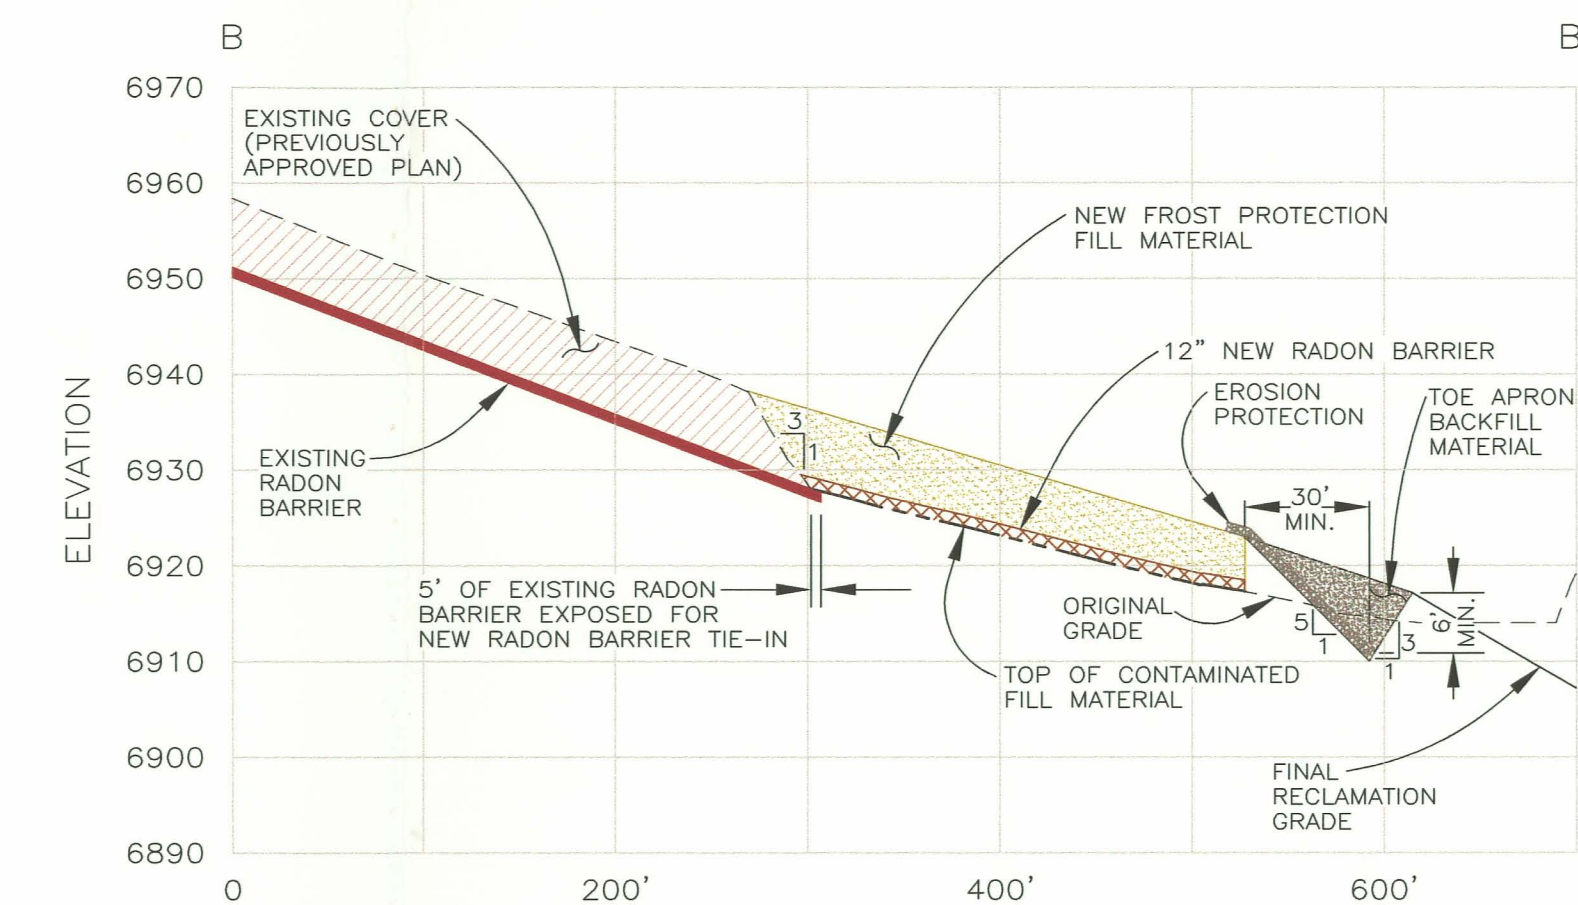 B
B
6970
EXISTING COVER
(PREVIOUSLY
APPROVED PLAN)
6960
NEW FROST PROTECTION
FILL MATERIAL
6950
12" NEW RADON BARRIER
6940
EROSION
PROTECTION
TOE APRON
BACKFILL
MATERIAL
3
1
EXISTING
RADON
BARRIER
6930
30'
MIN.
ELEVATION
6920
5' OF EXISTING RADON
BARRIER EXPOSED FOR
NEW RADON BARRIER TIE-IN
ORIGINAL
GRADE
5
1
3
1
6'
MIN.
6910
TOP OF CONTAMINATED
FILL MATERIAL
6900
FINAL
RECLAMATION
GRADE
6890
0
200'
400'
600'